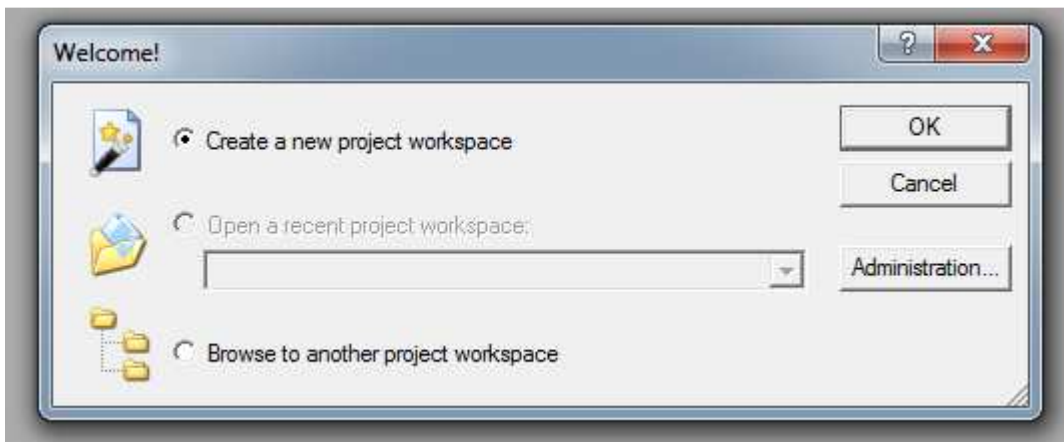 Welcome!
Create a new project workspace
OK
Cancel
Open a recent project workspace:
Administration...
Browse to another project workspace